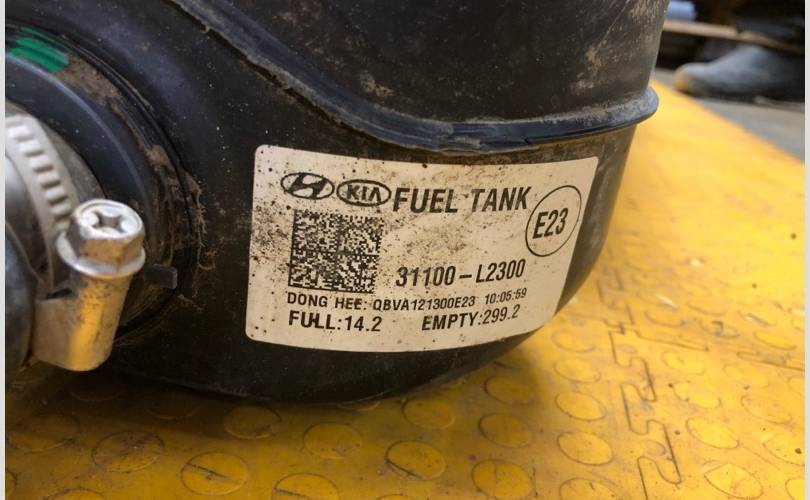 KIA FUEL TANK
E23
31100-L2300
DONG HEE: QBVA121300E23 10:05:59
FULL:14.2 EMPTY:299.2